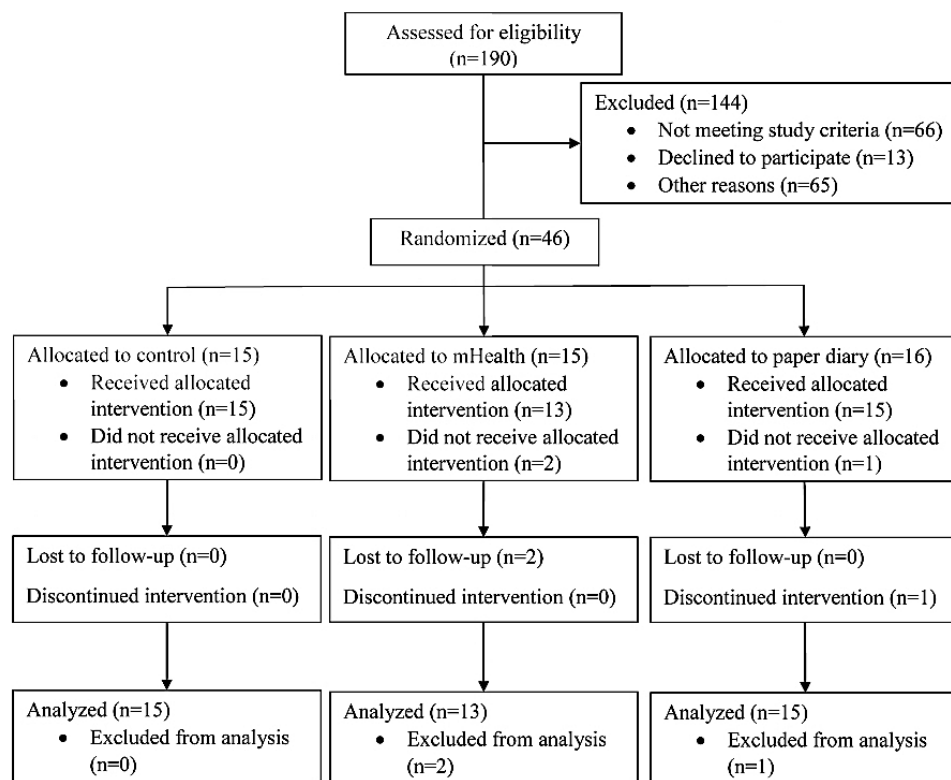 Assessed for eligibility
(n=190)
Excluded (n=144)
• Not meeting study criteria (n=66)
• Declined to participate (n=13)
• Other reasons (n=65)
Randomized (n=46)
Allocated to control (n=15)
• Received allocated
intervention (n=15)
• Did not receive allocated
intervention (n=0)
Allocated to mHealth (n=15)
• Received allocated
intervention (n=13)
• Did not receive allocated
intervention (n=2)
Allocated to paper diary (n=16)
• Received allocated
intervention (n=15)
• Did not receive allocated
intervention (n=1)
Lost to follow-up (n=0)
Discontinued intervention (n=0)
Lost to follow-up (n=2)
Discontinued intervention (n=0)
Lost to follow-up (n=0)
Discontinued intervention (n=1)
Analyzed (n=15)
• Excluded from analysis
(n=0)
Analyzed (n=13)
• Excluded from analysis
(n=2)
Analyzed (n=15)
• Excluded from analysis
(n=1)